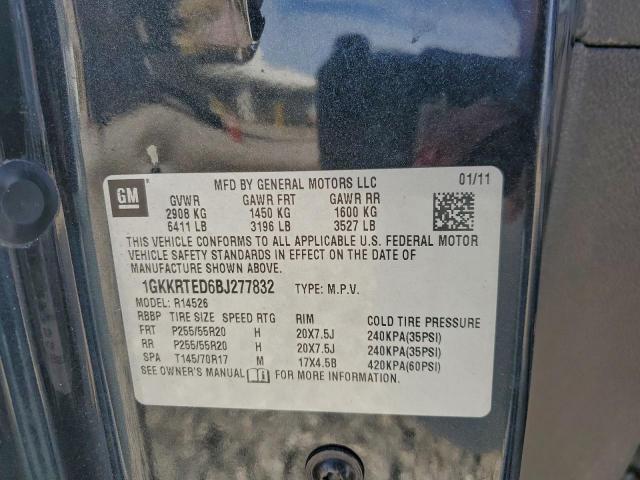 GM
MFD BY GENERAL MOTORS LLC 01/11
GVWR GAWR FRT GAWR RR
2908 KG 1450 KG 1600 KG
6411 LB 3196 LB 3527 LB
THIS VEHICLE CONFORMS TO ALL APPLICABLE U.S. FEDERAL MOTOR
VEHICLE SAFETY STANDARDS IN EFFECT ON THE DATE OF
MANUFACTURE SHOWN ABOVE.
1GKKRTED6BJ277832 TYPE: M.P.V.
MODEL: R14526
RBBP TIRE SIZE SPEED RTG RIM COLD TIRE PRESSURE
FRT P255/55R20 H 20X7.5J 240KPA(35PSI)
RR P255/55R20 H 20X7.5J 240KPA(35PSI)
SPA T145/70R17 M 17X4.5B 420KPA(60PSI)
SEE OWNER'S MANUAL FOR ADDITIONAL INFORMATION.